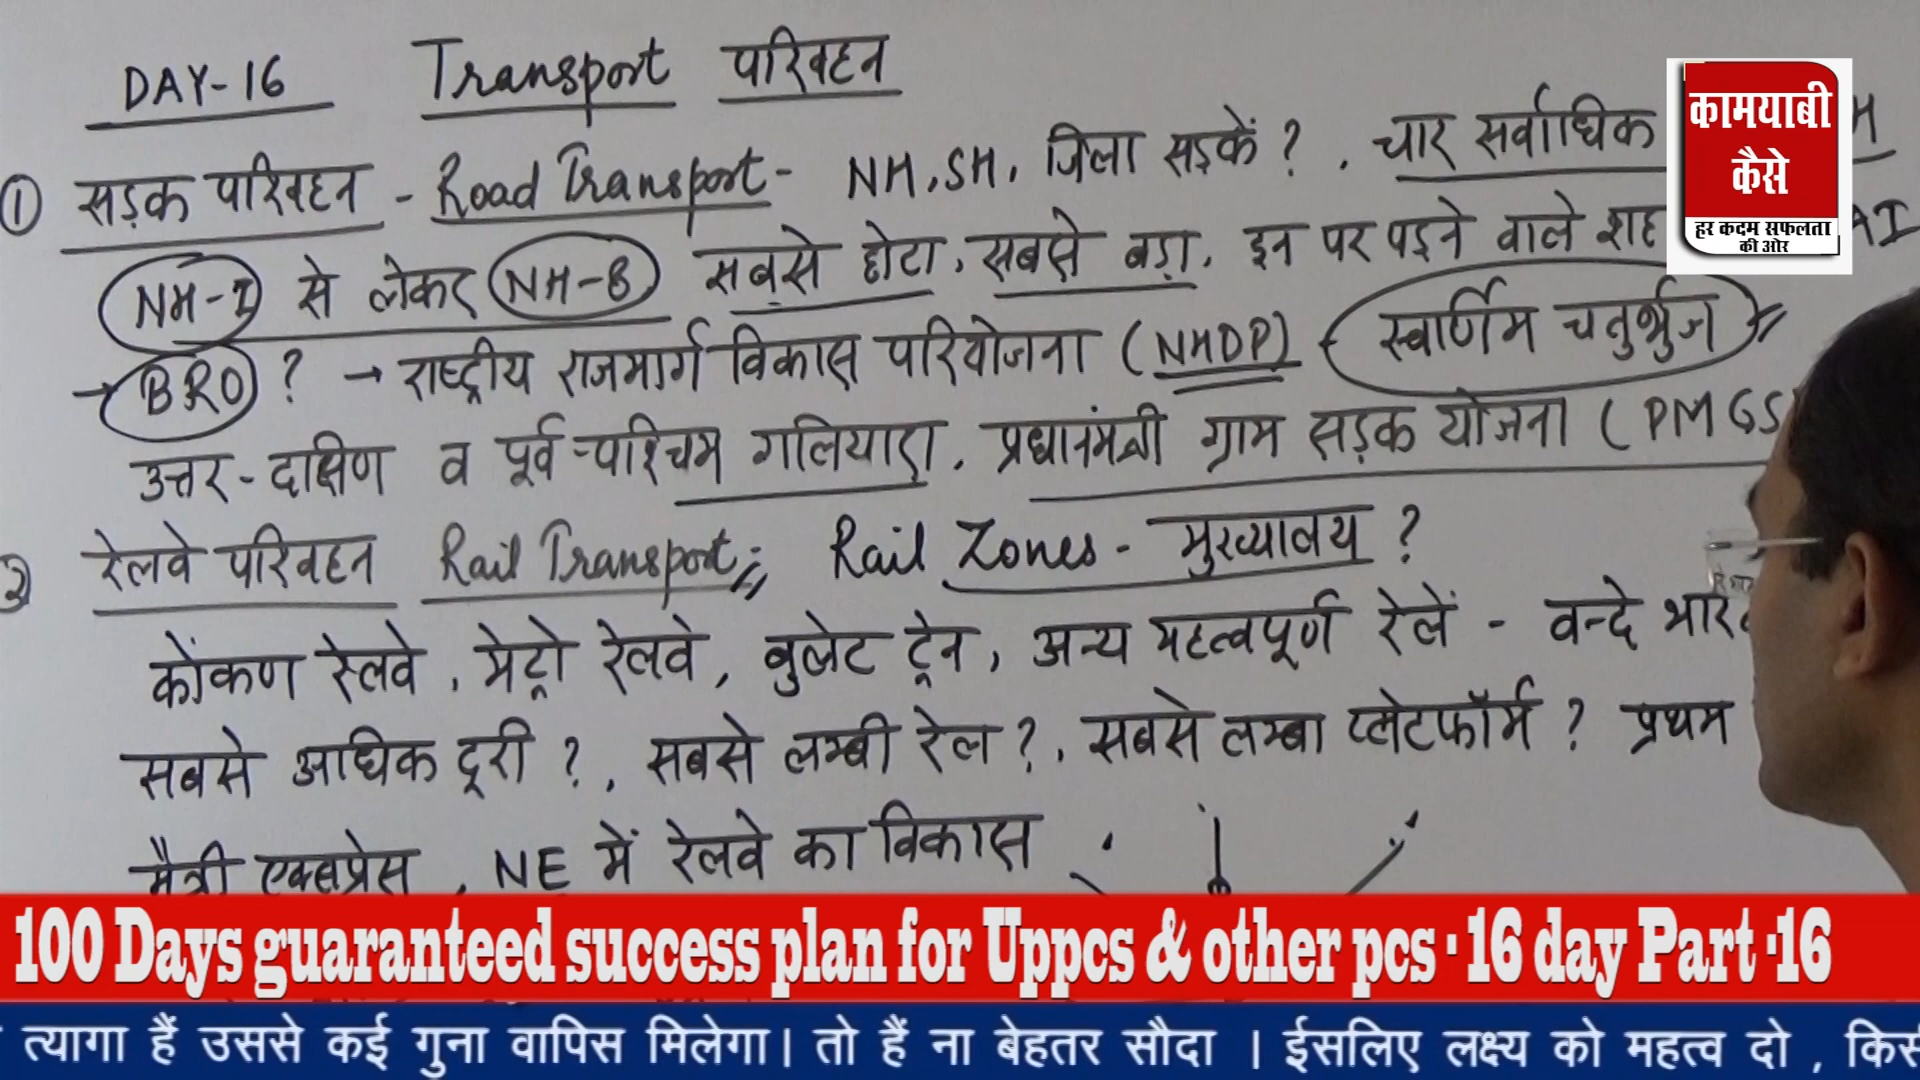 DAY-16 Transport परिवहन
① सड़क परिवहन - Road Transport - NH, SH, जिला सड़कें ? , चार सर्वाधिक
NH-1 से लेकर NH-8 सबसे छोटा, सबसे बड़ा, इन पर पड़ने वाले शह
→ BRO ? → राष्ट्रीय राजमार्ग विकास परियोजना (NHDP) - स्वर्णिम चतुर्भुज
उत्तर-दक्षिण व पूर्व-पश्चिम गलियारा, प्रधानमंत्री ग्राम सड़क योजना (PMGS
2 रेलवे परिवहन Rail Transport; Rail Zones - मुख्यालय ?
कोंकण रेलवे, मेट्रो रेलवे, बुलेट ट्रेन, अन्य महत्वपूर्ण रेलें - वन्दे भारत
सबसे अधिक दूरी ?, सबसे लम्बी रेल ?, सबसे लम्बा प्लेटफॉर्म ? प्रथम
मैत्री एक्सप्रेस, NE में रेलवे का विकास
कामयाबी
कैसे
हर कदम सफलता
की ओर
100 Days guaranteed success plan for Uppcs & other pcs · 16 day Part ·16
त्यागा हैं उससे कई गुना वापिस मिलेगा। तो हैं ना बेहतर सौदा । ईसलिए लक्ष्य को महत्व दो , किसी